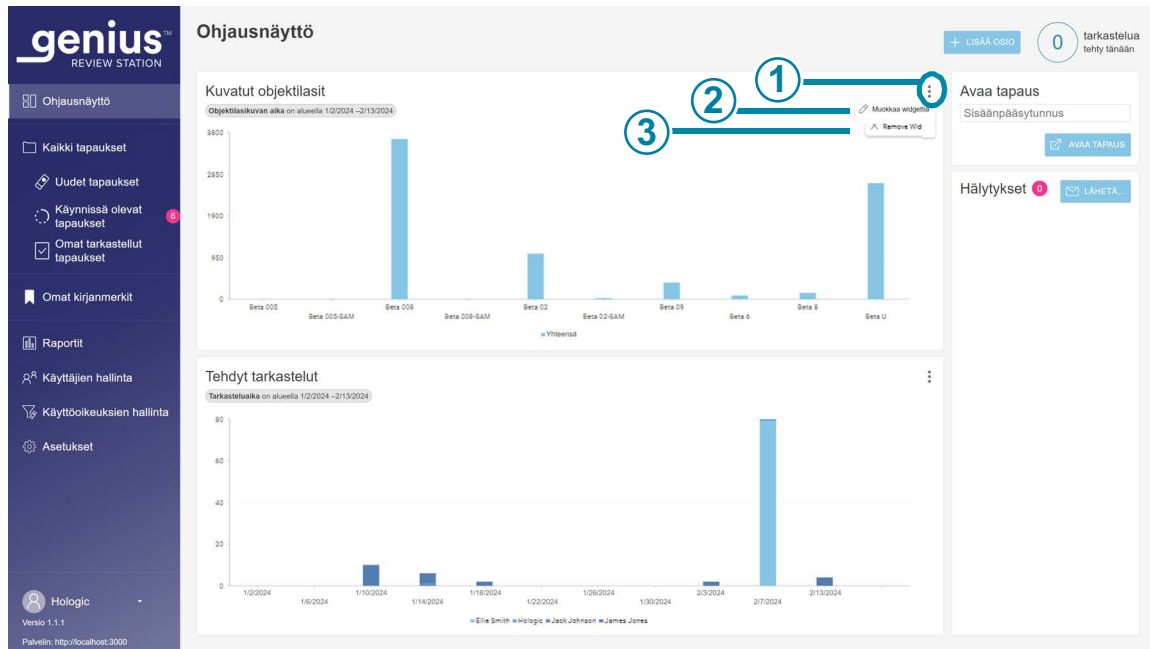 genius™
REVIEW STATION
Ohjausnäyttö
Kaikki tapaukset
Uudet tapaukset
Käynnissä olevat
tapaukset
6
Omat tarkastellut
tapaukset
Omat kirjanmerkit
Raportit
Käyttäjien hallinta
Käyttöoikeuksien hallinta
Asetukset
Hologic
Versio 1.1.1
Palvelin: http://localhost:3000
Ohjausnäyttö
+ LISÄÄ OSIO
0
tarkastelua
tehty tänään
Kuvatut objektilasit
Objektilasikuvan aika on alueella 1/2/2024 –2/13/2024
1
2
3
Muokkaa widgettiä
Remove Wid
3800
2850
1900
950
0
Beta 005
Beta 005-SAM
Beta 008
Beta 008-SAM
Beta 02
Beta 02-SAM
Beta 09
Beta 6
Beta 8
Beta U
Yhteensä
Tehdyt tarkastelut
Tarkasteluaika on alueella 1/2/2024 –2/13/2024
80
60
40
20
0
1/2/2024
1/6/2024
1/10/2024
1/14/2024
1/18/2024
1/22/2024
1/26/2024
1/30/2024
2/3/2024
2/7/2024
2/13/2024
Ellie Smith Hologic Jack Johnson James Jones
Avaa tapaus
Sisäänpääsytunnus
AVAA TAPAUS
Hälytykset 0
LÄHETÄ...